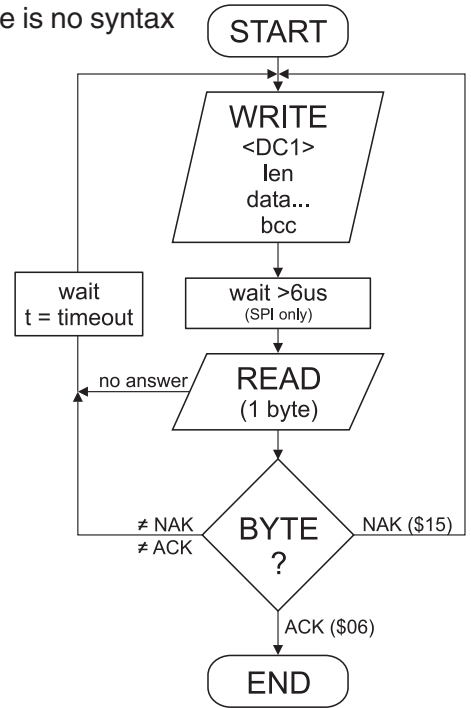 e is no syntax
START
WRITE
<DC1>
len
data...
bcc
wait >6us
(SPI only)
wait
t = timeout
no answer
READ
(1 byte)
≠ NAK
≠ ACK
BYTE
?
NAK ($15)
ACK ($06)
END